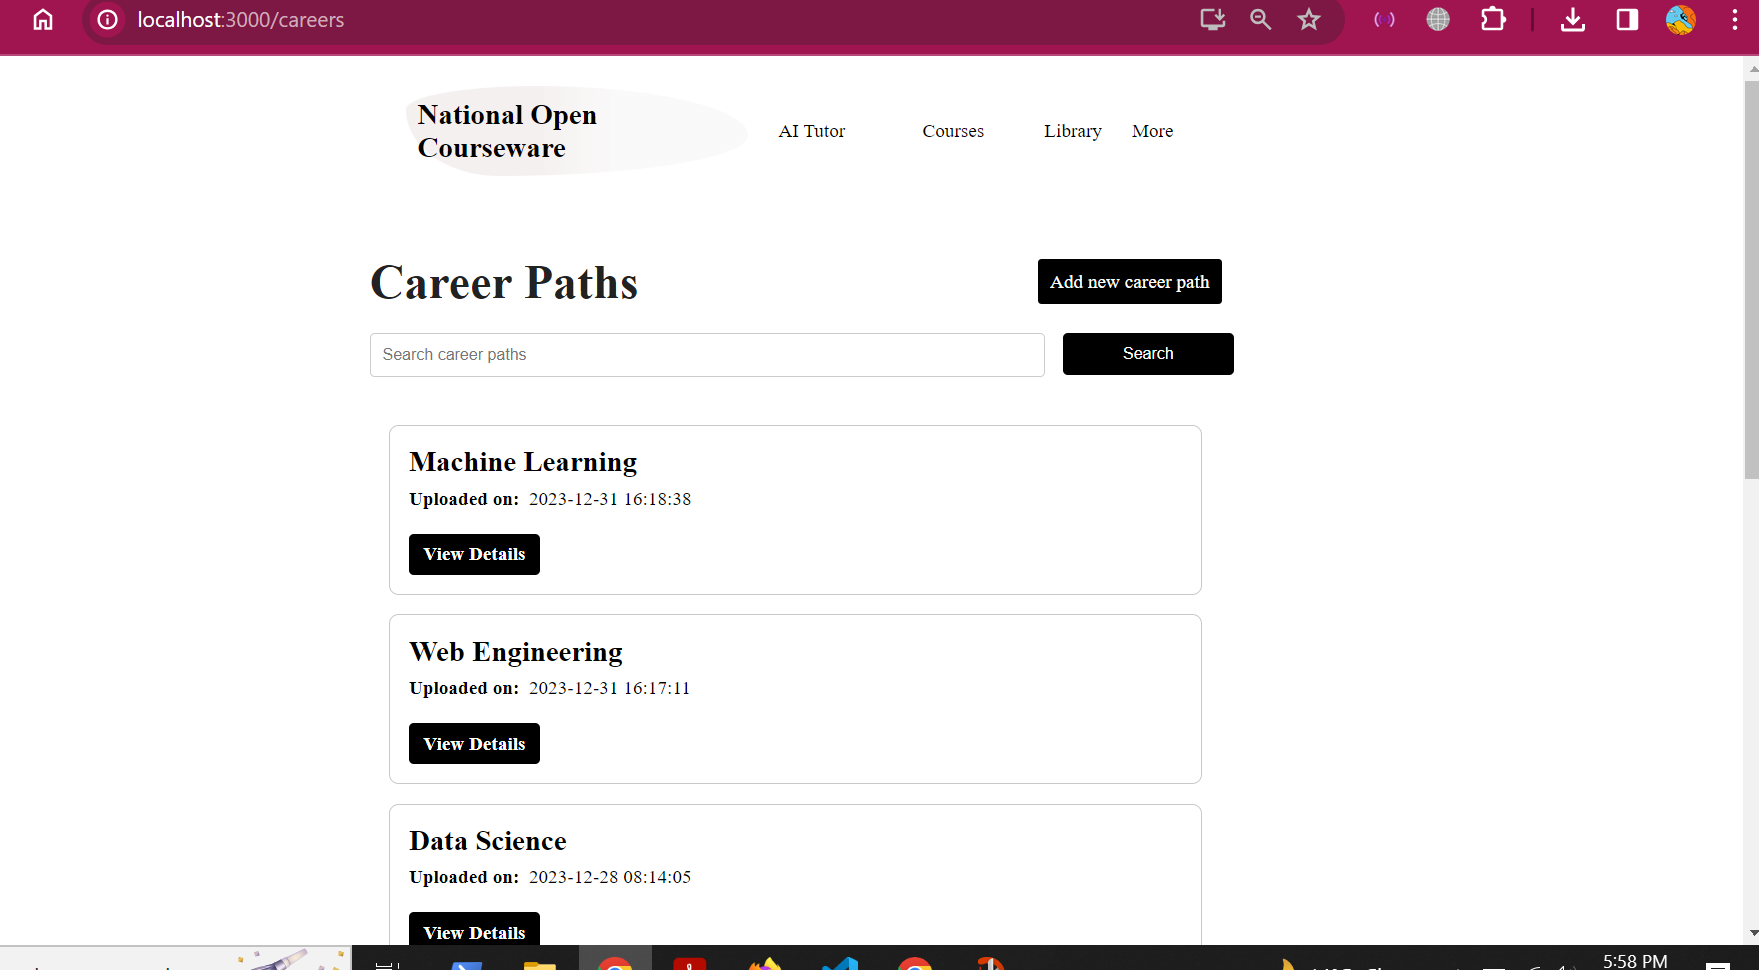 localhost:3000/careers
National Open
Courseware
AI Tutor
Courses
Library
More
Career Paths
Add new career path
Search career paths
Search
Machine Learning
Uploaded on: 2023-12-31 16:18:38
View Details
Web Engineering
Uploaded on: 2023-12-31 16:17:11
View Details
Data Science
Uploaded on: 2023-12-28 08:14:05
View Details
5:58 PM